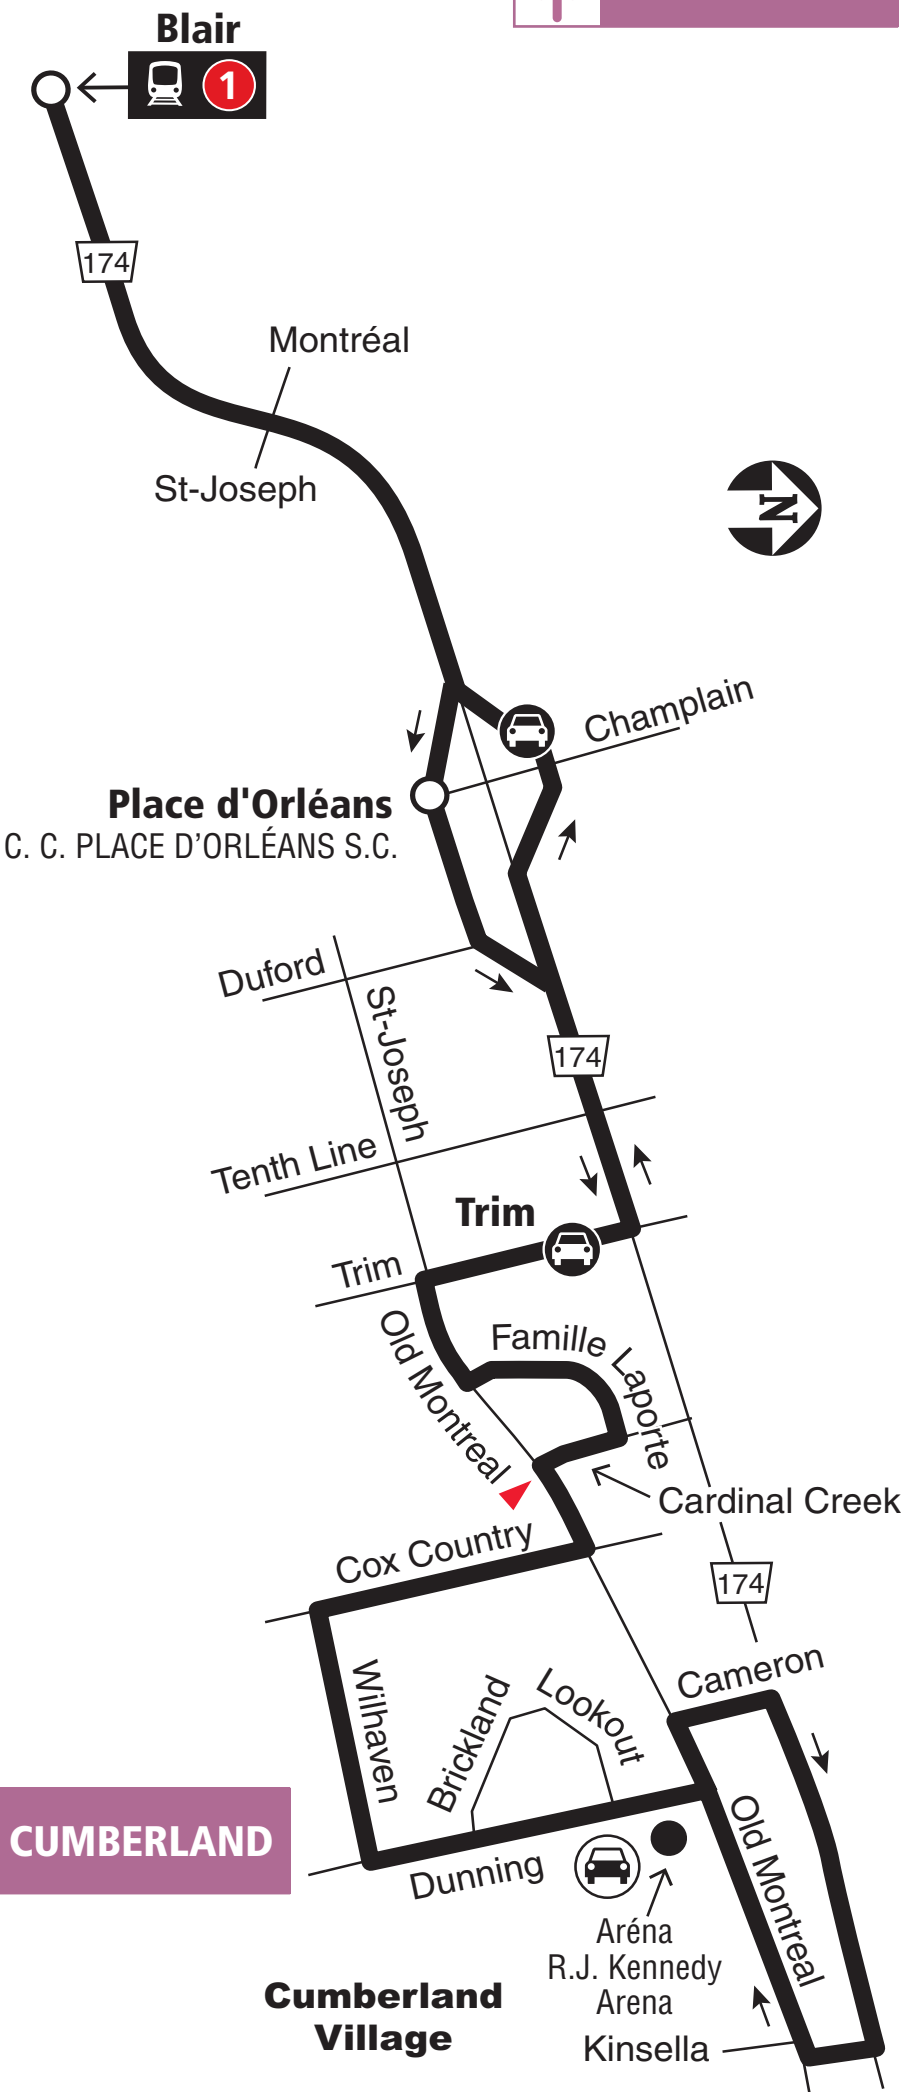 Blair
1
174
Montréal
St-Joseph
N
Champlain
Place d'Orléans
C. C. PLACE D'ORLÉANS S.C.
Duford
St-Joseph
174
Tenth Line
Trim
Trim
Old Montreal
Famille Laporte
Cardinal Creek
Cox Country
174
Cameron
Wilhaven
Brickland
Lookout
CUMBERLAND
Dunning
Old Montreal
Aréna
R.J. Kennedy
Arena
Cumberland
Village
Kinsella